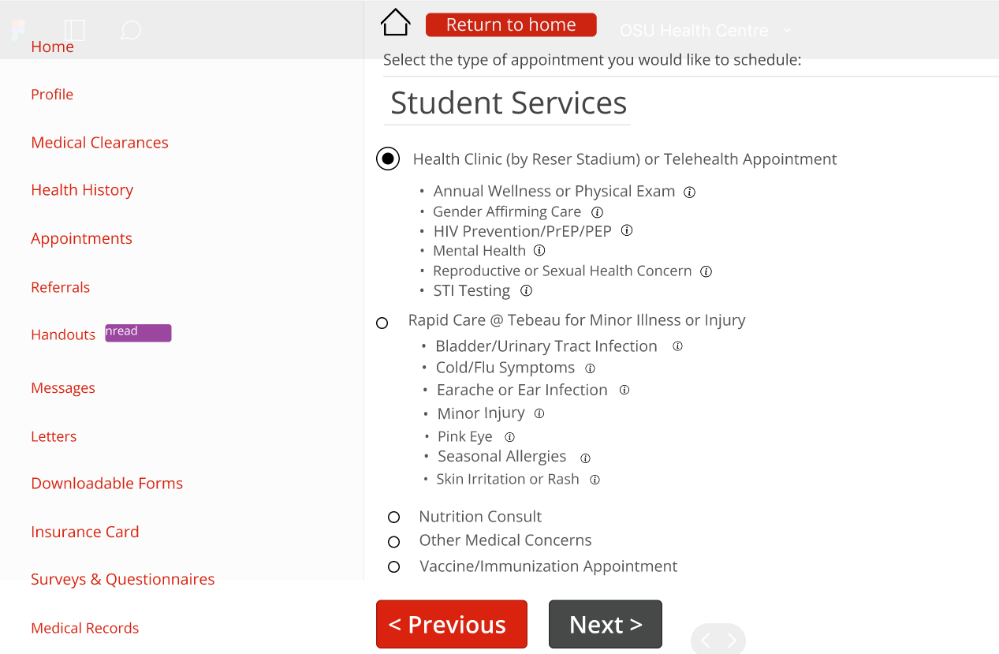 Home
Profile
Medical Clearances
Health History
Appointments
Referrals
Handouts nread
Messages
Letters
Downloadable Forms
Insurance Card
Surveys & Questionnaires
Medical Records
Return to home
OSU Health Centre
Select the type of appointment you would like to schedule:
Student Services
Health Clinic (by Reser Stadium) or Telehealth Appointment
• Annual Wellness or Physical Exam
• Gender Affirming Care
• HIV Prevention/PrEP/PEP
• Mental Health
• Reproductive or Sexual Health Concern
• STI Testing
Rapid Care @ Tebeau for Minor Illness or Injury
• Bladder/Urinary Tract Infection
• Cold/Flu Symptoms
• Earache or Ear Infection
• Minor Injury
• Pink Eye
• Seasonal Allergies
• Skin Irritation or Rash
Nutrition Consult
Other Medical Concerns
Vaccine/Immunization Appointment
< Previous
Next >